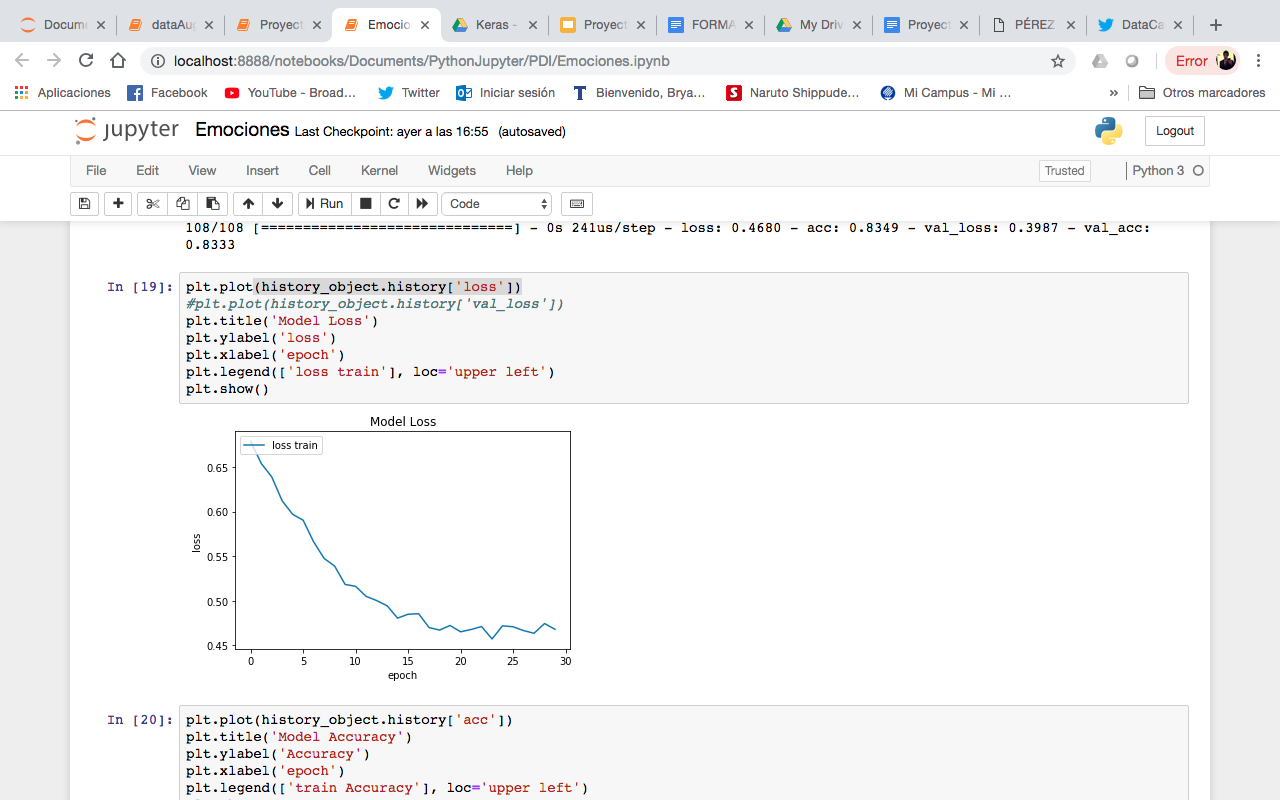 Docume
dataAug
Proyect
Emocio
Keras -
Proyect
FORMA
My Driv
Proyect
PÉREZ
DataCa
localhost:8888/notebooks/Documents/PythonJupyter/PDI/Emociones.ipynb
Error
Aplicaciones
Facebook
YouTube - Broad...
Twitter
Iniciar sesión
Bienvenido, Brya...
Naruto Shippude...
Mi Campus - Mi ...
»
Otros marcadores
jupyter
Emociones Last Checkpoint: ayer a las 16:55 (autosaved)
Logout
File Edit View Insert Cell Kernel Widgets Help
Trusted
Python 3
Run
Code
108/108 [==============================] - 0s 241us/step - loss: 0.4680 - acc: 0.8349 - val_loss: 0.3987 - val_acc:
0.8333
In [19]:
plt.plot(history_object.history['loss'])
#plt.plot(history_object.history['val_loss'])
plt.title('Model Loss')
plt.ylabel('loss')
plt.xlabel('epoch')
plt.legend(['loss train'], loc='upper left')
plt.show()
Model Loss
loss train
0.65
0.60
0.55
0.50
0.45
loss
0 5 10 15 20 25 30
epoch
In [20]:
plt.plot(history_object.history['acc'])
plt.title('Model Accuracy')
plt.ylabel('Accuracy')
plt.xlabel('epoch')
plt.legend(['train Accuracy'], loc='upper left')